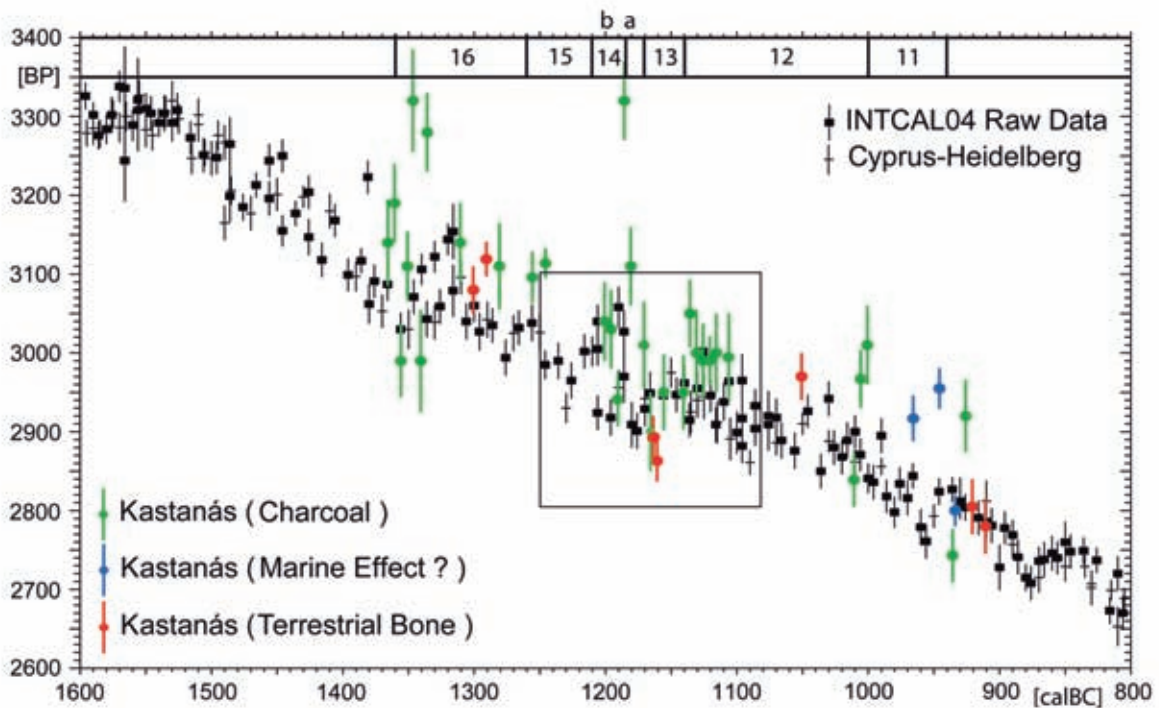 b a
3400
[BP]
16 15 14 13 12 11
3300
INTCAL04 Raw Data
Cyprus-Heidelberg
3200
3100
3000
2900
2800
Kastanás ( Charcoal )
Kastanás ( Marine Effect ? )
2700
Kastanás ( Terrestrial Bone )
2600
1600 1500 1400 1300 1200 1100 1000 900 [calBC] 800